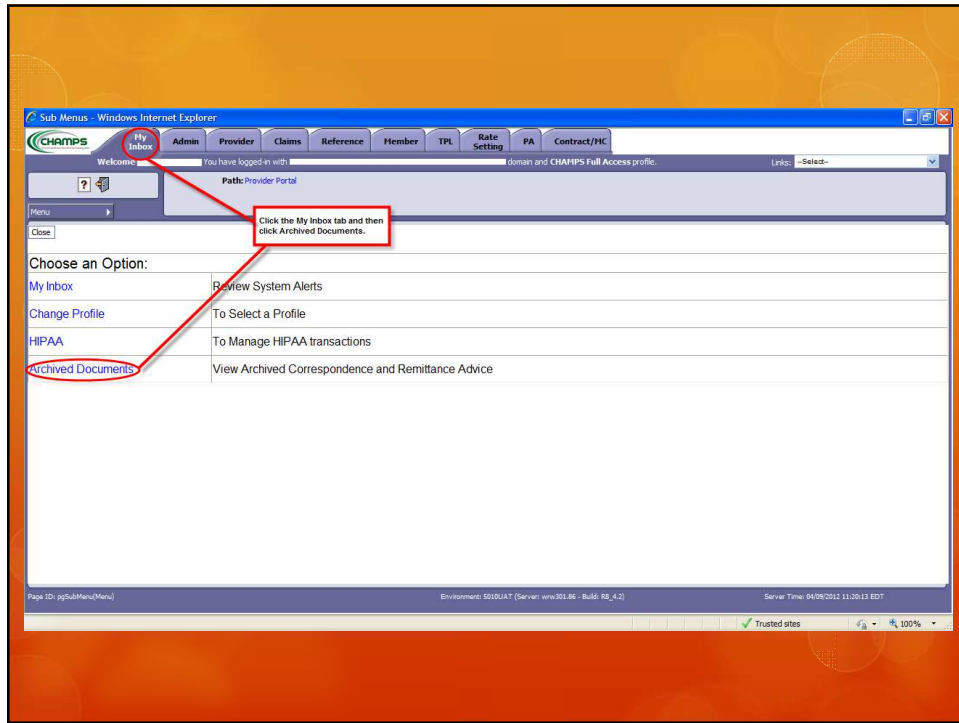 Sub Menus - Windows Internet Explorer
CHAMPS
My Inbox
Admin
Provider
Claims
Reference
Member
TPL
Rate Setting
PA
Contract/MC
Welcome
You have logged-in with
domain and CHAMPS Full Access profile.
Links:
--Select--
?
Path: Provider Portal
Menu
Click the My Inbox tab and then
click Archived Documents.
Close
Choose an Option:
My Inbox Review System Alerts
Change Profile To Select a Profile
HIPAA To Manage HIPAA transactions
Archived Documents View Archived Correspondence and Remittance Advice
Page ID: pgSubMenu(Menu)
Environment: 5010UAT (Server: wrw301.86 - Build: R8_4.2)
Server Time: 04/09/2012 11:20:13 EDT
Trusted sites
100%